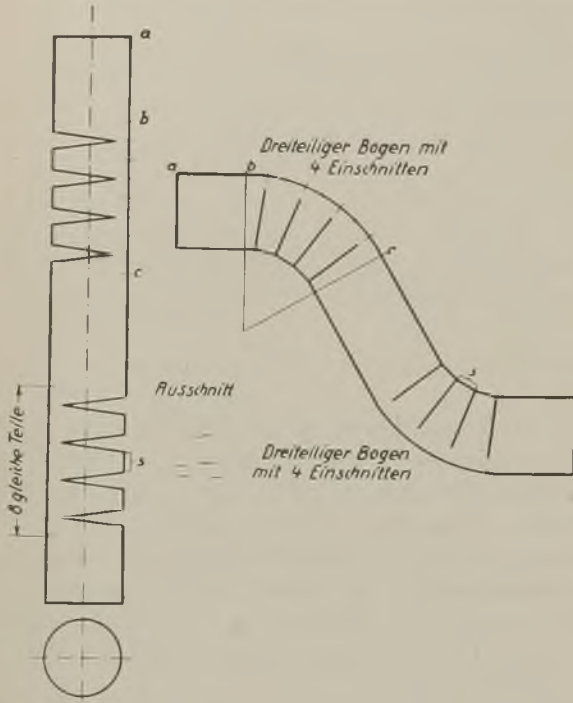 a
b
c
Ausschnitt
8 gleiche Teile
s
Dreiteiliger Bogen mit
4 Einschnitten
a
b
c
s
Dreiteiliger Bogen
mit 4 Einschnitten